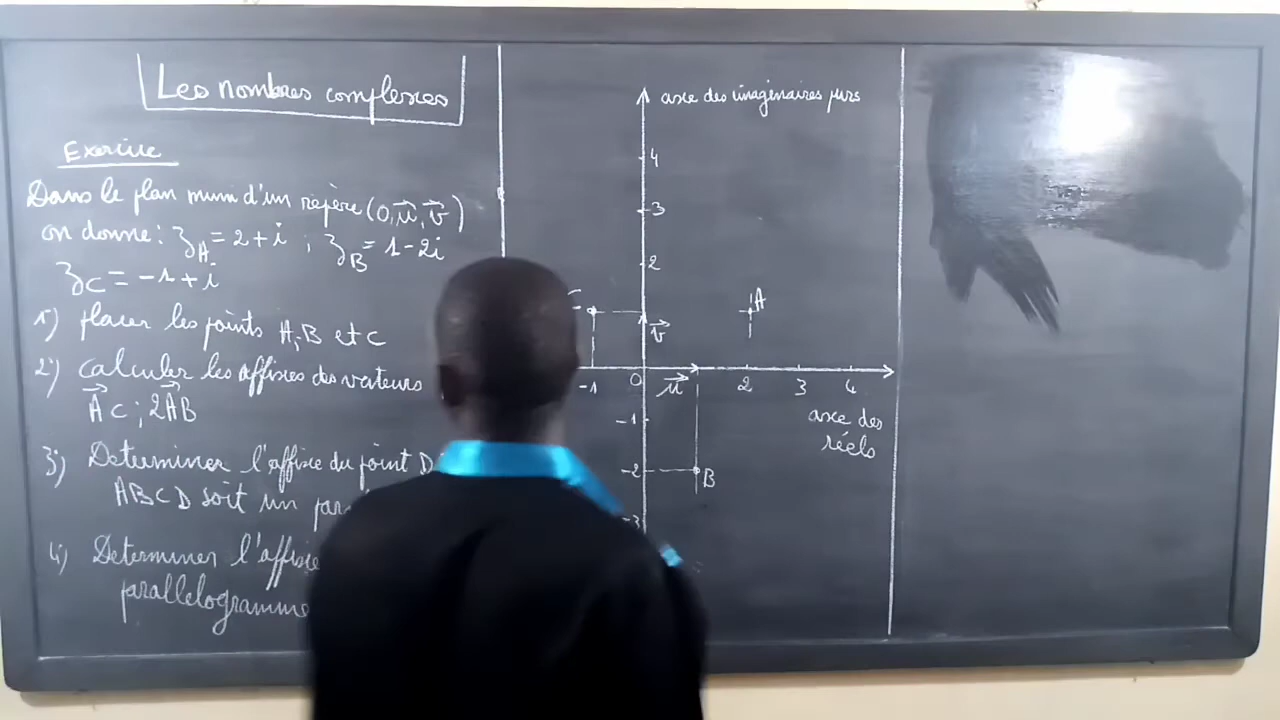 Les nombres complexes
Exercice
Dans le plan muni d'un repère (O, u, v)
on donne: zA = 2 + i ; zB = 1 - 2i
zC = -1 + i
1) placer les points A, B et C
2) calculer les affixes des vecteurs
AC ; 2AB
3) Determiner l'affixe du point D
ABCD soit un
4) Determiner l'affixe
parallelogramme
axe des imaginaires purs
4
3
2
C
A
v
-1
0
u
2
3
4
-1
axe des
réels
-2
B
-3